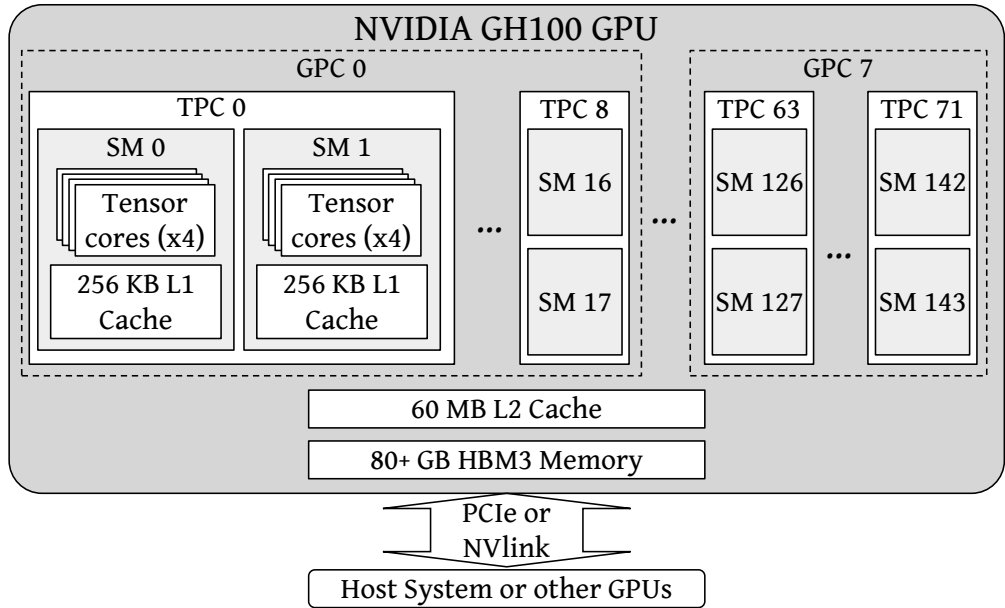 NVIDIA GH100 GPU
GPC 0
TPC 0
SM 0
Tensor
cores (x4)
256 KB L1
Cache
SM 1
Tensor
cores (x4)
256 KB L1
Cache
...
TPC 8
SM 16
SM 17
...
GPC 7
TPC 63
SM 126
SM 127
...
TPC 71
SM 142
SM 143
60 MB L2 Cache
80+ GB HBM3 Memory
PCIe or
NVlink
Host System or other GPUs